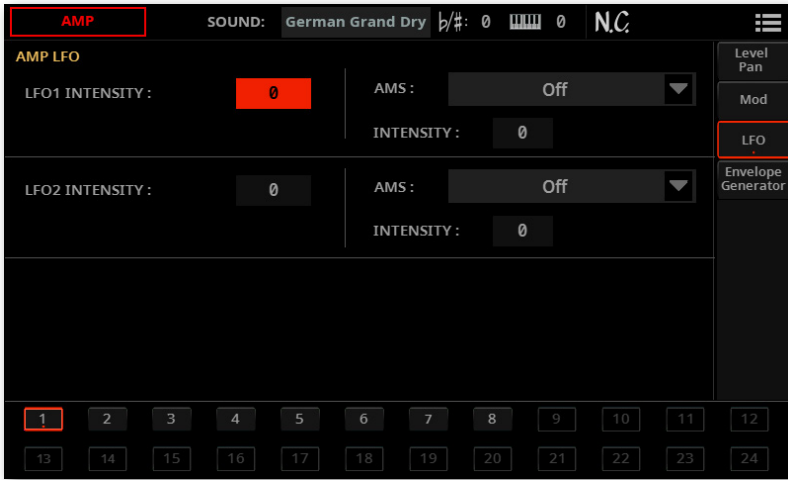 AMP SOUND: German Grand Dry ♭/#: 0 0 N.C.
AMP LFO
Level
Pan
LFO1 INTENSITY : 0 AMS : Off
Mod
INTENSITY : 0
LFO
LFO2 INTENSITY : 0 AMS : Off
Envelope
Generator
INTENSITY : 0
1 2 3 4 5 6 7 8 9 10 11 12
13 14 15 16 17 18 19 20 21 22 23 24